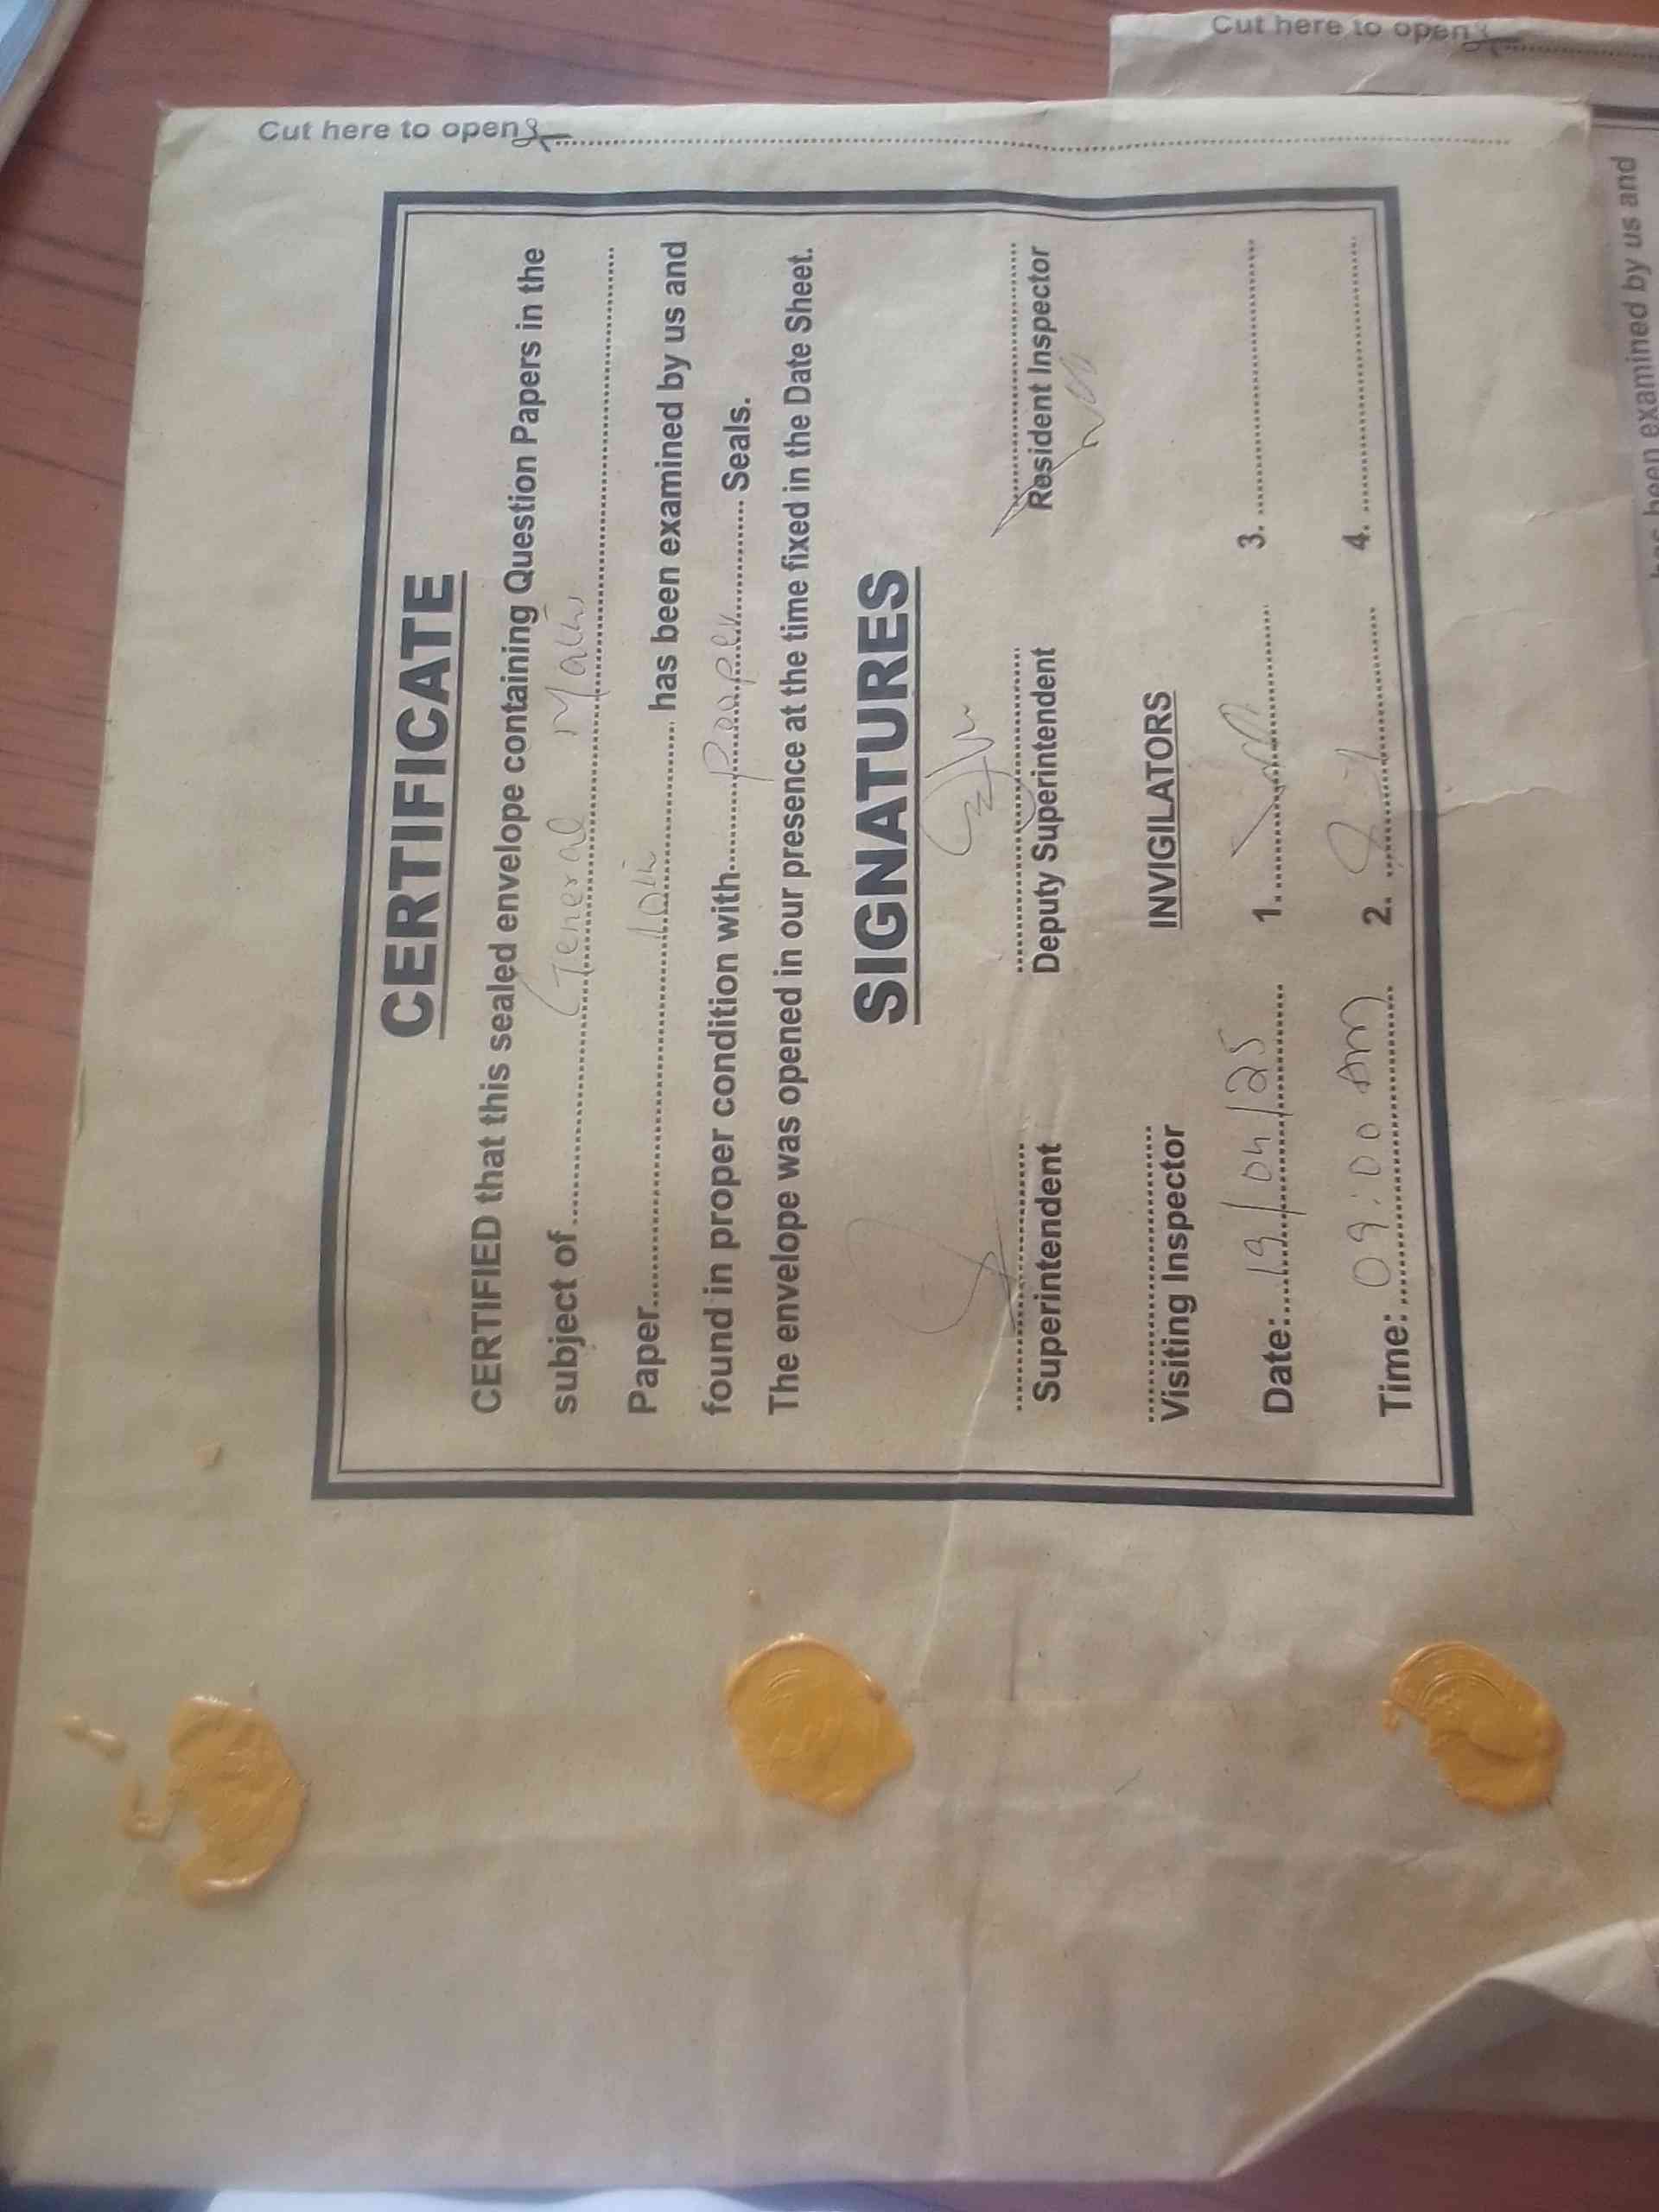 Cut here to open
CERTIFICATE
CERTIFIED that this sealed envelope containing Question Papers in the
subject of General Math
Paper 10th has been examined by us and
found in proper condition with Proper Seals.
The envelope was opened in our presence at the time fixed in the Date Sheet.
SIGNATURES
Superintendent Deputy Superintendent Resident Inspector
Visiting Inspector INVIGILATORS
Date: 19/04/25 1. 3.
Time: 09:00 Am 2. 4.
Cut here to open
been examined by us and